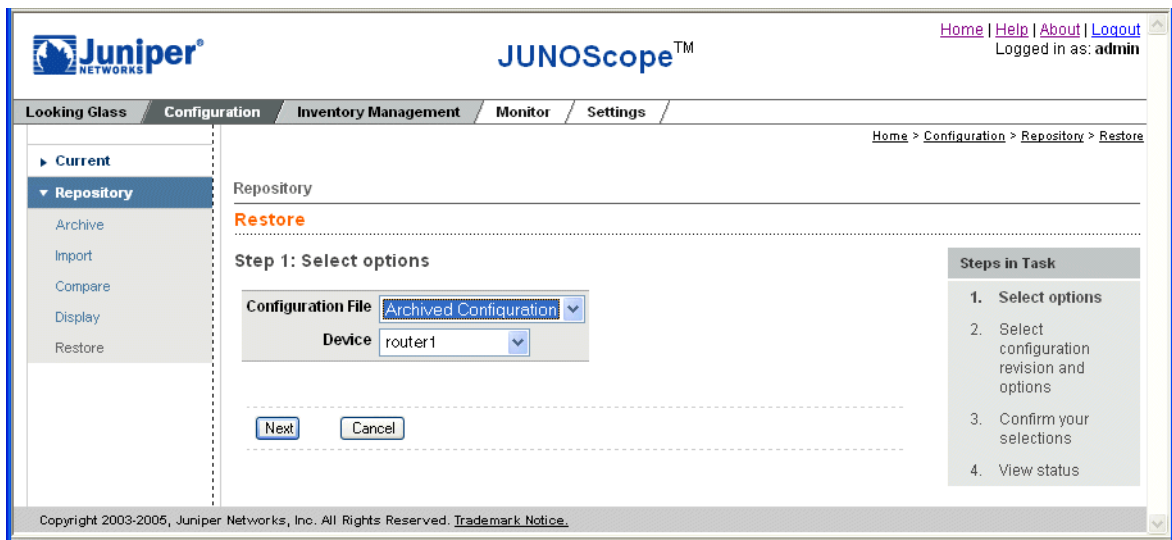 Juniper®
NETWORKS
JUNOScope™
Home | Help | About | Logout
Logged in as: admin
Looking Glass / Configuration / Inventory Management / Monitor / Settings /
Home > Configuration > Repository > Restore
Current
Repository
Archive
Import
Compare
Display
Restore
Repository
Restore
Step 1: Select options
Configuration File Archived Configuration
Device router1
Next Cancel
Steps in Task
1. Select options
2. Select
configuration
revision and
options
3. Confirm your
selections
4. View status
Copyright 2003-2005, Juniper Networks, Inc. All Rights Reserved. Trademark Notice.